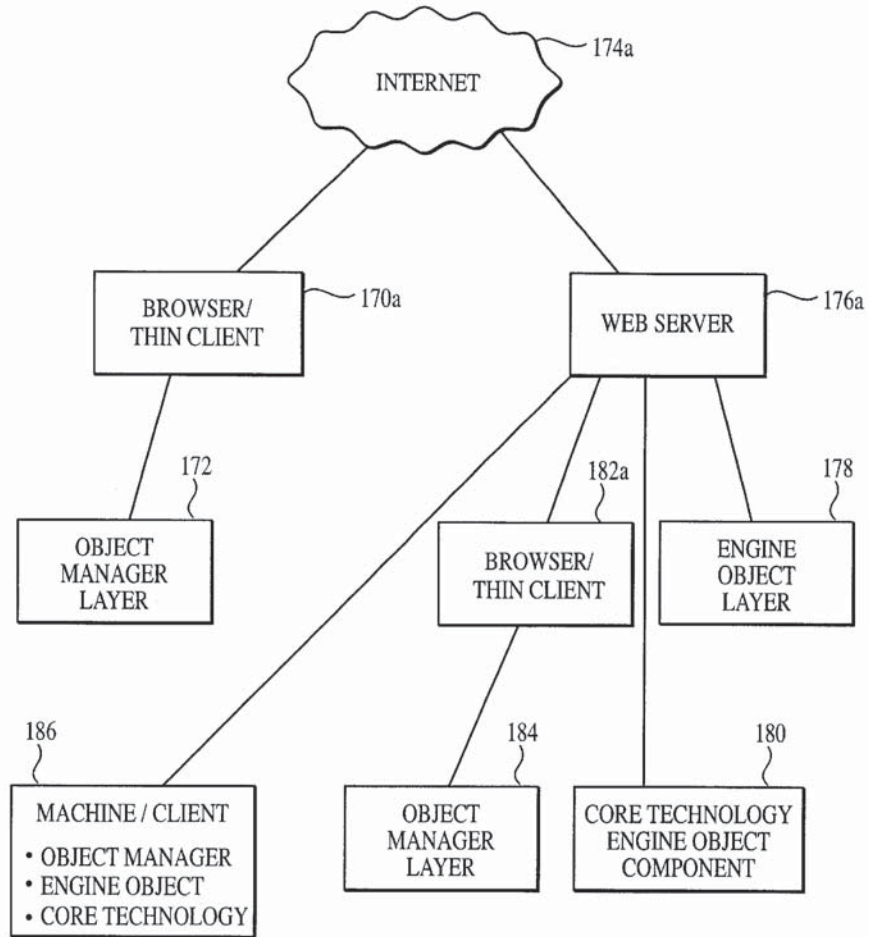 174a
INTERNET
BROWSER/
THIN CLIENT
170a
WEB SERVER
176a
172
OBJECT
MANAGER
LAYER
182a
BROWSER/
THIN CLIENT
178
ENGINE
OBJECT
LAYER
186
MACHINE / CLIENT
• OBJECT MANAGER
• ENGINE OBJECT
• CORE TECHNOLOGY
184
OBJECT
MANAGER
LAYER
180
CORE TECHNOLOGY
ENGINE OBJECT
COMPONENT